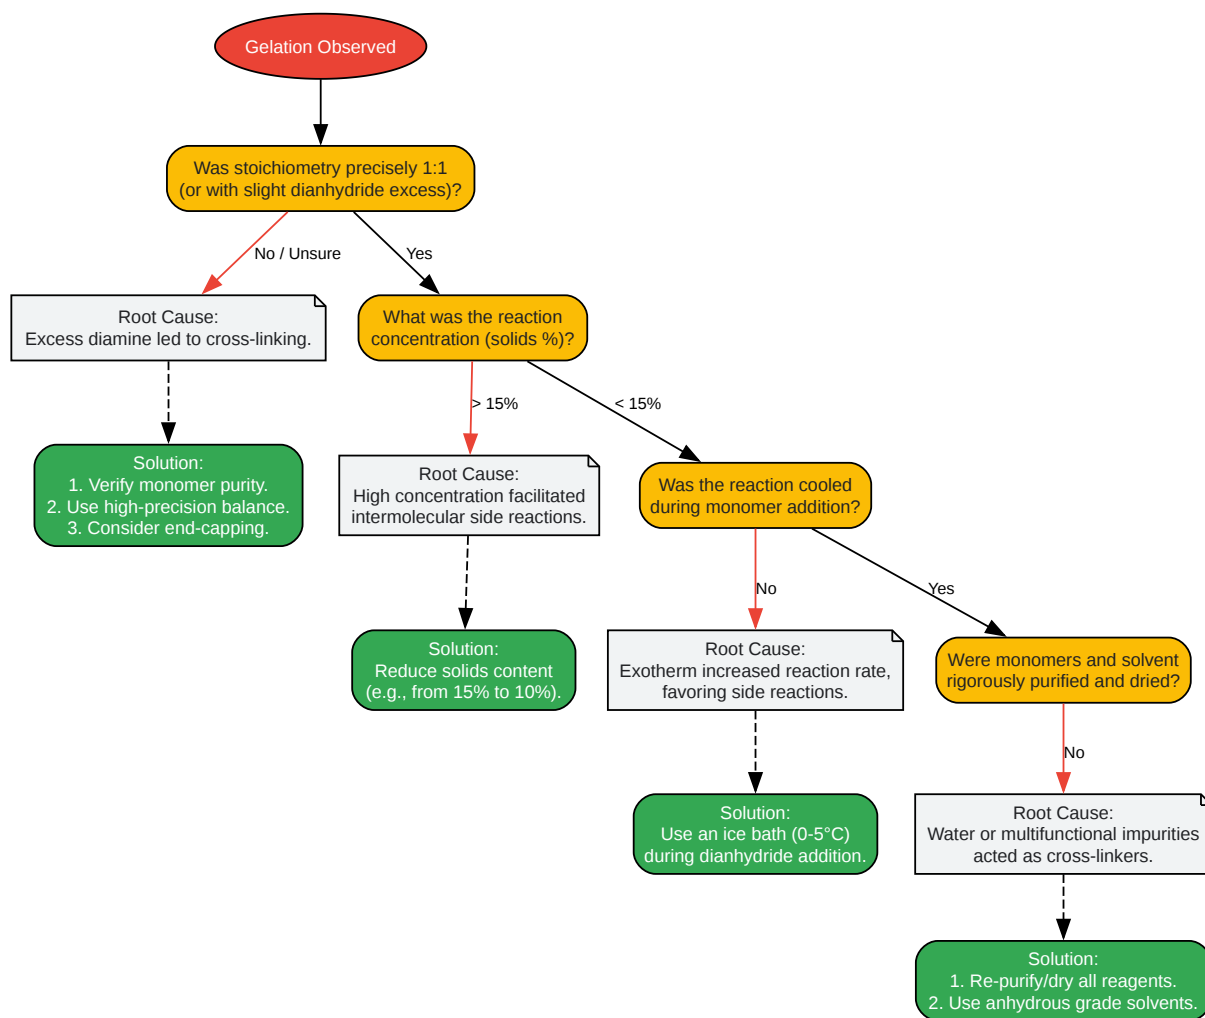 Gelation Observed
Was stoichiometry precisely 1:1
(or with slight dianhydride excess)?
No / Unsure
Yes
Root Cause:
Excess diamine led to cross-linking.
What was the reaction
concentration (solids %)?
> 15%
< 15%
Solution:
1. Verify monomer purity.
2. Use high-precision balance.
3. Consider end-capping.
Root Cause:
High concentration facilitated
intermolecular side reactions.
Was the reaction cooled
during monomer addition?
No
Yes
Solution:
Reduce solids content
(e.g., from 15% to 10%).
Root Cause:
Exotherm increased reaction rate,
favoring side reactions.
Were monomers and solvent
rigorously purified and dried?
No
Solution:
Use an ice bath (0-5°C)
during dianhydride addition.
Root Cause:
Water or multifunctional impurities
acted as cross-linkers.
Solution:
1. Re-purify/dry all reagents.
2. Use anhydrous grade solvents.